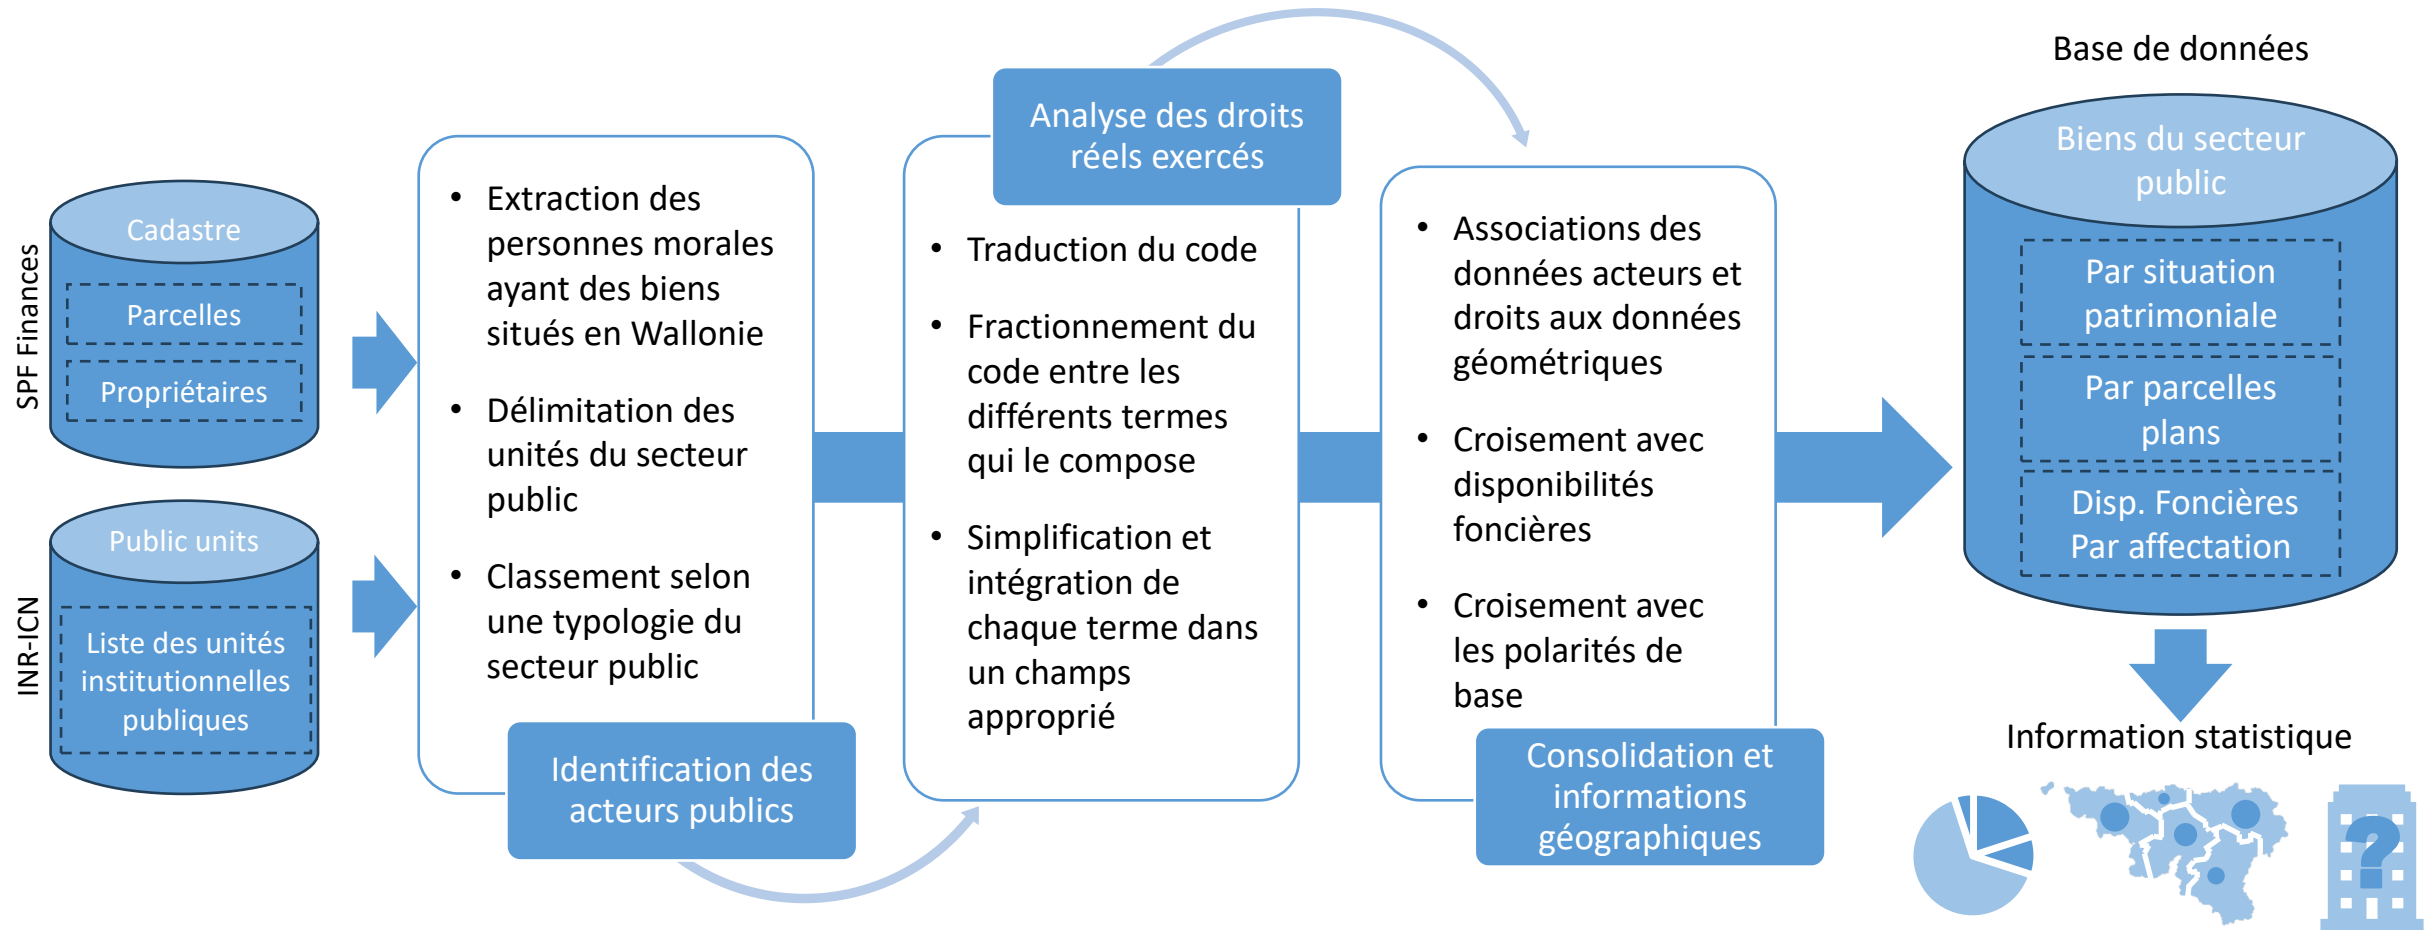 SPF Finances
Cadastre
Parcelles
Propriétaires
INR-ICN
Public units
Liste des unités
institutionnelles
publiques
• Extraction des
personnes morales
ayant des biens
situés en Wallonie
• Délimitation des
unités du secteur
public
• Classement selon
une typologie du
secteur public
Identification des
acteurs publics
Analyse des droits
réels exercés
• Traduction du code
• Fractionnement du
code entre les
différents termes
qui le compose
• Simplification et
intégration de
chaque terme dans
un champs
approprié
• Associations des
données acteurs et
droits aux données
géométriques
• Croisement avec
disponibilités
foncières
• Croisement avec
les polarités de
base
Consolidation et
informations
géographiques
Base de données
Biens du secteur
public
Par situation
patrimoniale
Par parcelles
plans
Disp. Foncières
Par affectation
Information statistique
?